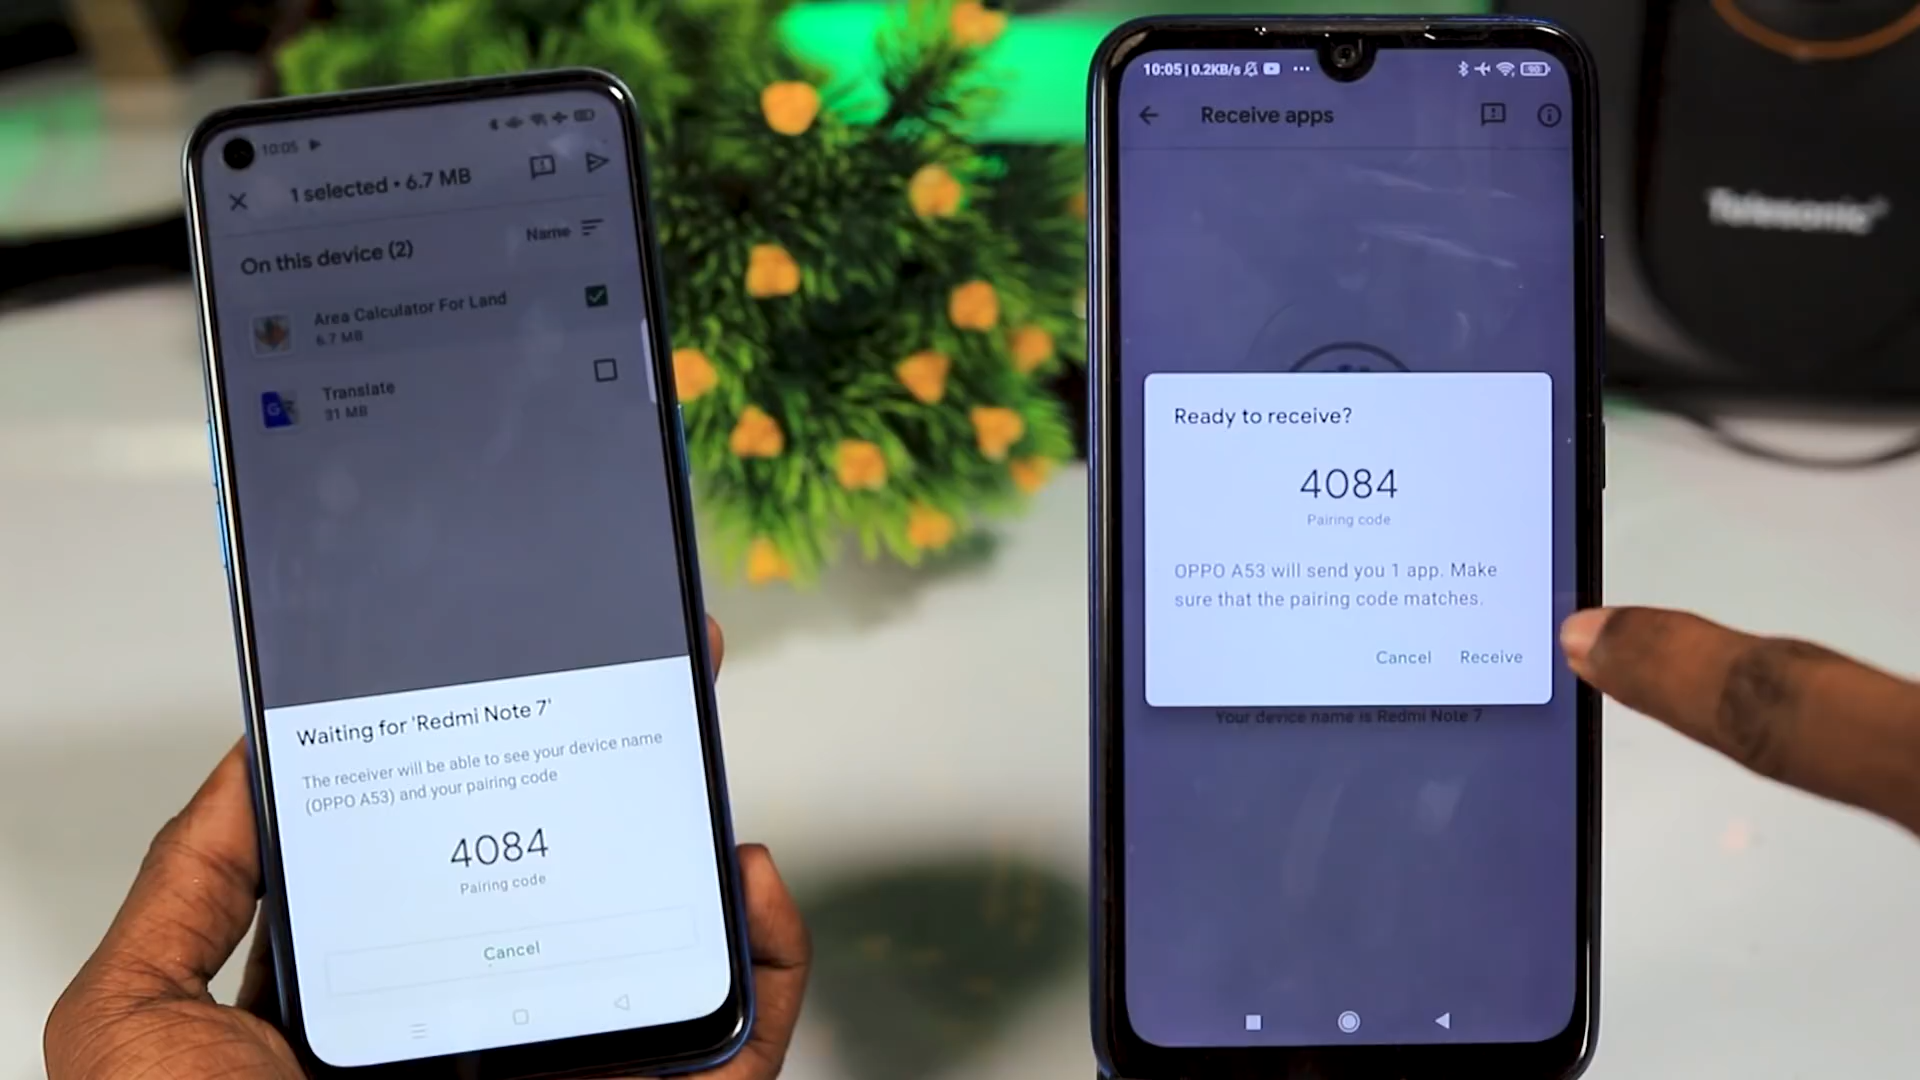 10:05
1 selected • 6.7 MB
On this device (2)
Name
Area Calculator For Land
6.7 MB
Translate
31 MB
Waiting for 'Redmi Note 7'
The receiver will be able to see your device name
(OPPO A53) and your pairing code
4084
Pairing code
Cancel
10:05 | 0.2KB/s
90
Receive apps
Ready to receive?
4084
Pairing code
OPPO A53 will send you 1 app. Make
sure that the pairing code matches.
Cancel
Receive
Your device name is Redmi Note 7
Telesonic